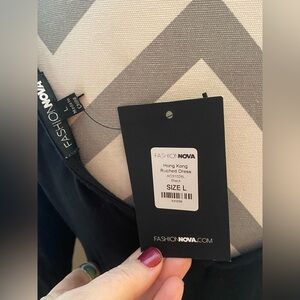 FASHIONNOVA
L
FASHIONNOVA
Hong Kong
Ruched Dress
Black
SIZE L
FASHIONNOVA.COM